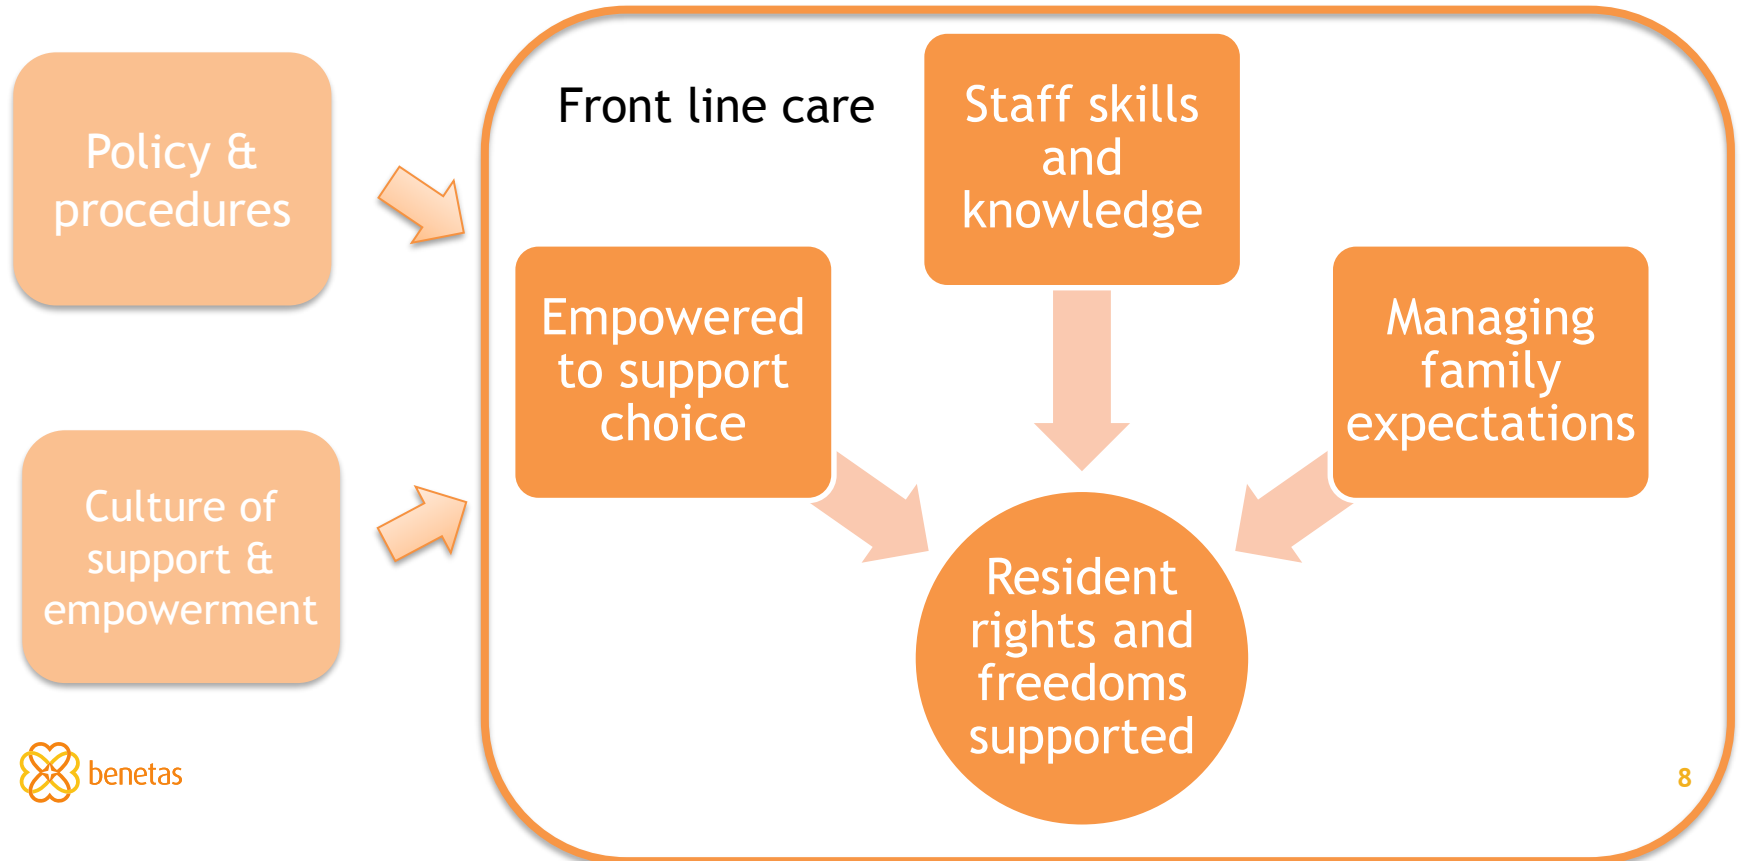 Policy &
procedures
Culture of
support &
empowerment
Front line care
Staff skills
and
knowledge
Empowered
to support
choice
Managing
family
expectations
Resident
rights and
freedoms
supported
benetas
8